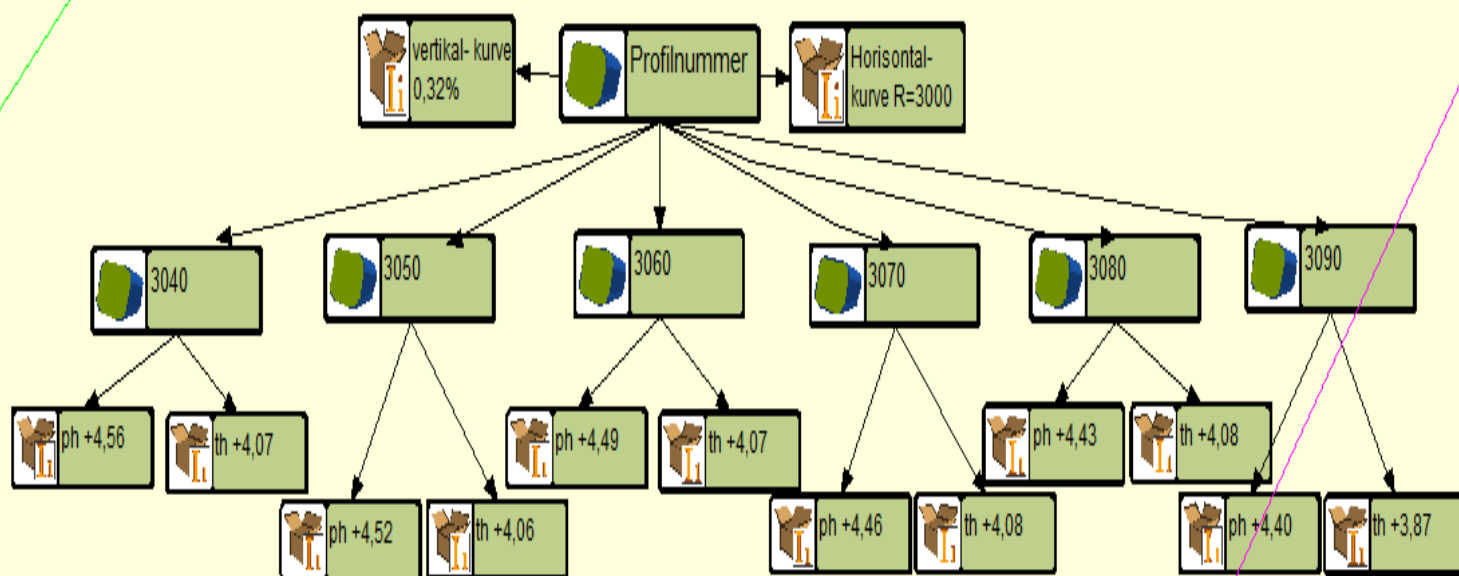 vertikal- kurve
0,32%
Profilnummer
Horisontal-
kurve R=3000
3040
3050
3060
3070
3080
3090
ph +4,56
th +4,07
ph +4,52
th +4,06
ph +4,49
th +4,07
ph +4,46
th +4,08
ph +4,43
th +4,08
ph +4,40
th +3,87